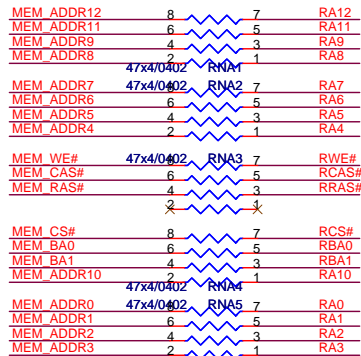 MEM_ADDR12 8 7 RA12
MEM_ADDR11 6 5 RA11
MEM_ADDR9 4 3 RA9
MEM_ADDR8 2 1 RA8
47x4/0402 RNA1
MEM_ADDR7 47x4/0402 8 RNA2 7 RA7
MEM_ADDR6 6 5 RA6
MEM_ADDR5 4 3 RA5
MEM_ADDR4 2 1 RA4
MEM_WE# 47x4/0402 8 RNA3 7 RWE#
MEM_CAS# 6 5 RCAS#
MEM_RAS# 4 3 RRAS#
2 1
MEM_CS# 8 7 RCS#
MEM_BA0 6 5 RBA0
MEM_BA1 4 3 RBA1
MEM_ADDR10 2 1 RA10
47x4/0402 RNA4
MEM_ADDR0 47x4/0402 8 RNA5 7 RA0
MEM_ADDR1 6 5 RA1
MEM_ADDR2 4 3 RA2
MEM_ADDR3 2 1 RA3